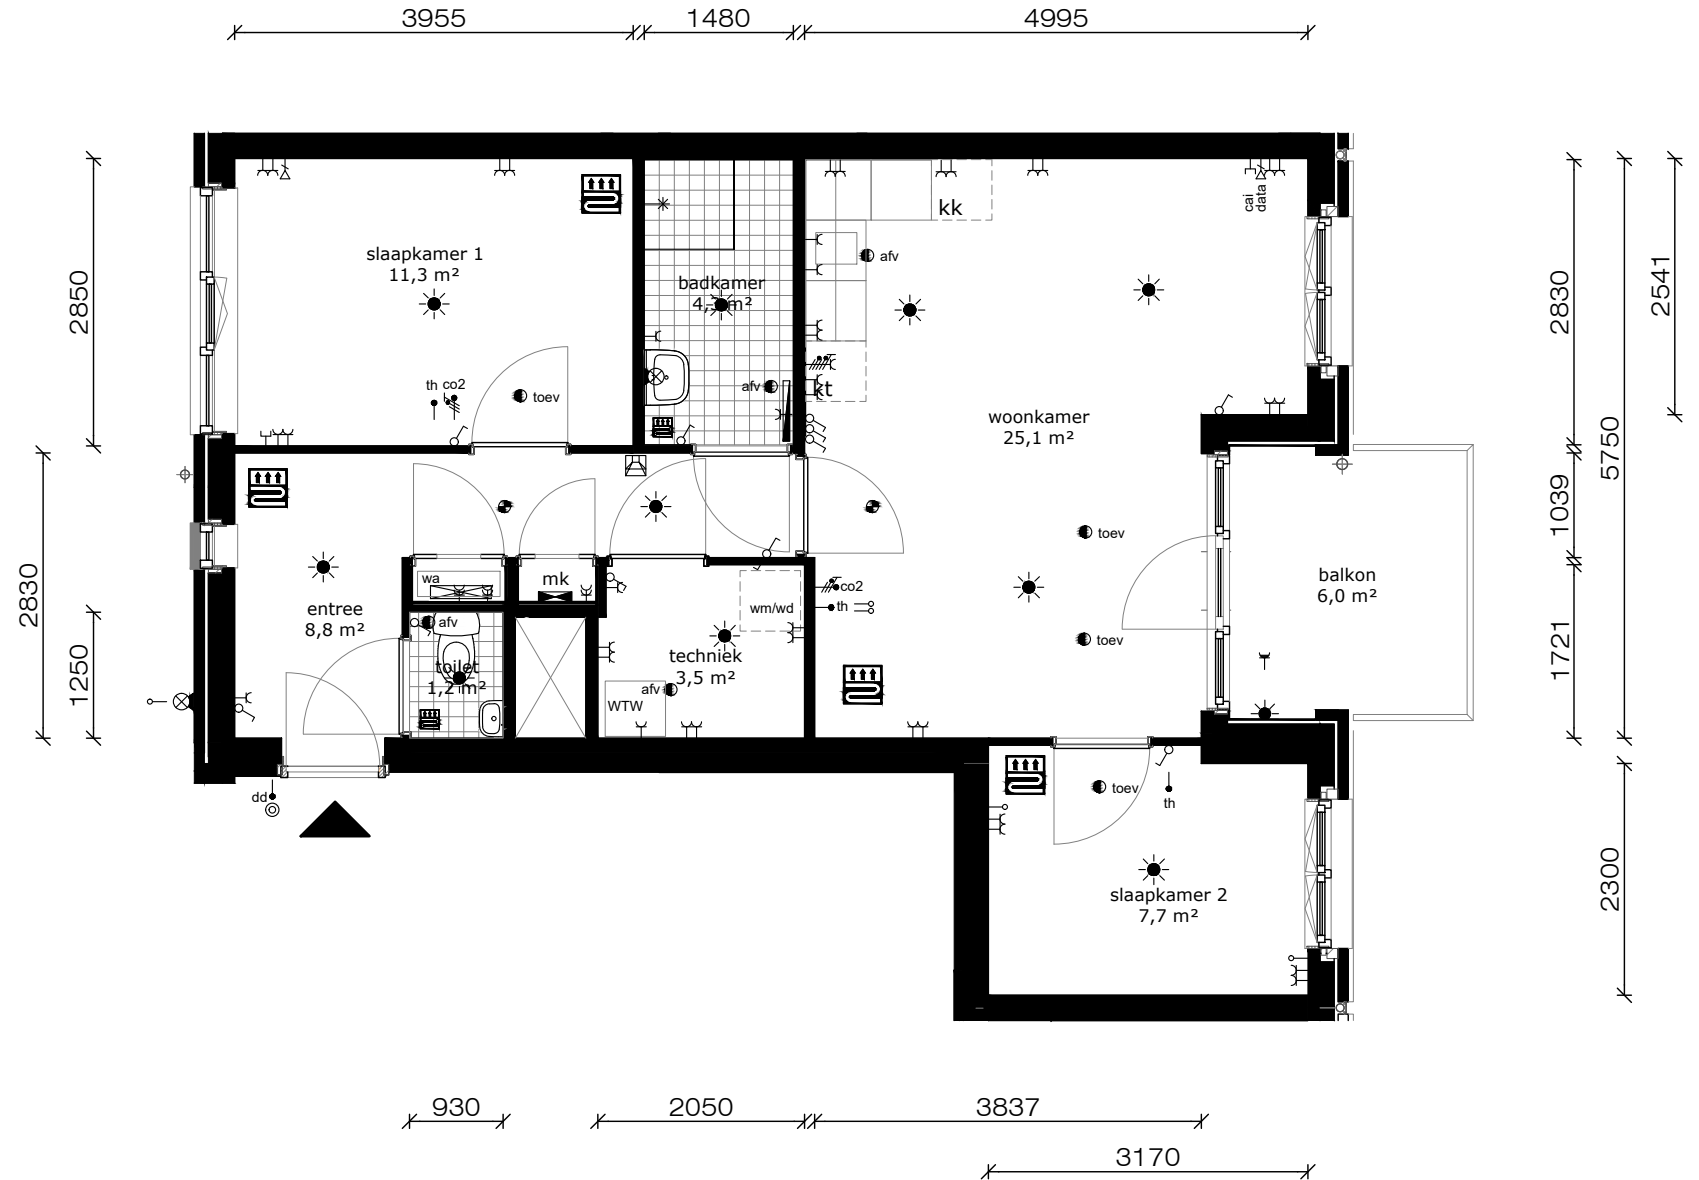 3955
1480
4995
slaapkamer 1
11,3 m²
badkamer
kk
cai
data
afv
2850
2830
2541
th
co2
toev
afv
kt
woonkamer
25,1 m²
5750
1039
toev
balkon
6,0 m²
2830
wa
mk
entree
8,8 m²
afv
wm/wd
co2
th
toev
1250
toilet
1,2 m²
techniek
3,5 m²
afv
WTW
1721
dd
toev
th
slaapkamer 2
7,7 m²
2300
930
2050
3837
3170